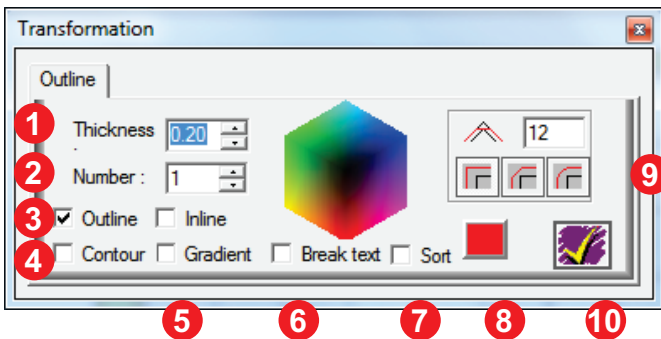 Transformation
Outline
1 Thickness : 0.20
12
2 Number : 1
9
3 Outline Inline
4 Contour Gradient Break text Sort
5 6 7 8 10